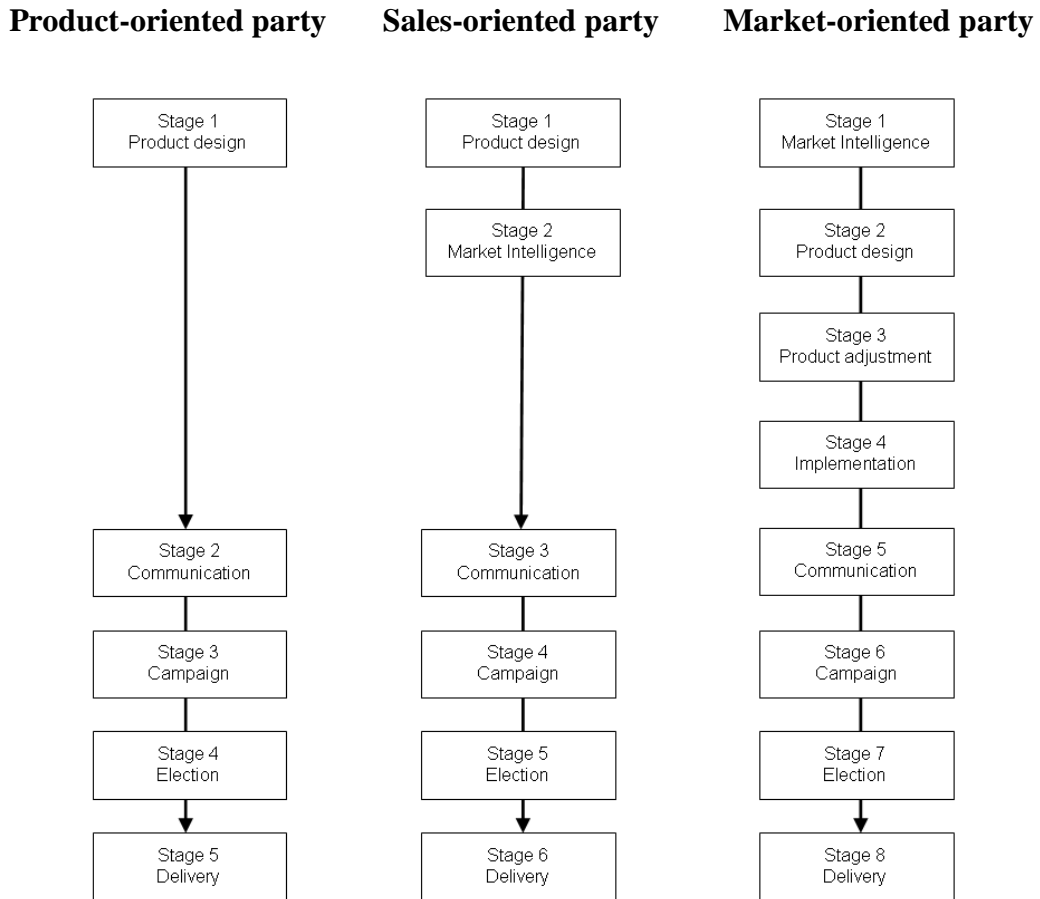 Product-oriented party
Sales-oriented party
Market-oriented party
Stage 1
Product design
Stage 2
Communication
Stage 3
Campaign
Stage 4
Election
Stage 5
Delivery
Stage 1
Product design
Stage 2
Market Intelligence
Stage 3
Communication
Stage 4
Campaign
Stage 5
Election
Stage 6
Delivery
Stage 1
Market Intelligence
Stage 2
Product design
Stage 3
Product adjustment
Stage 4
Implementation
Stage 5
Communication
Stage 6
Campaign
Stage 7
Election
Stage 8
Delivery